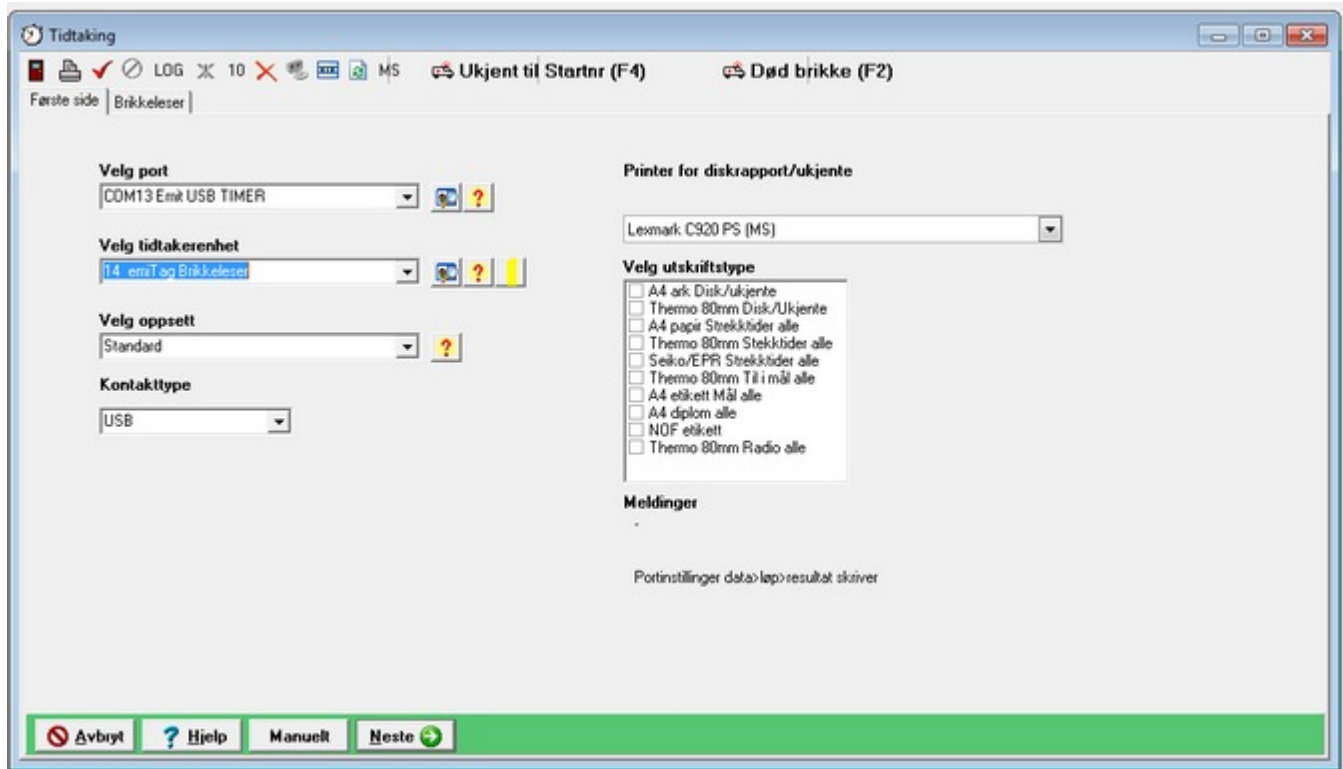 Tidtaking
LOG 10 MS Ukjent til Startnr (F4) Død brikke (F2)
Første side Brikkeleser
Velg port
COM13 Emit USB TIMER
Velg tidtakerenhet
14 emiTag Brikkeleser
Velg oppsett
Standard
Kontakttype
USB
Printer for diskrapport/ukjente
Lexmark C920 PS (MS)
Velg utskriftstype
A4 ark Disk/ukjente
Thermo 80mm Disk/Ukjente
A4 papir Strekktider alle
Thermo 80mm Stekktider alle
Seiko/EPR Strekktider alle
Thermo 80mm Til i mål alle
A4 etikett Mål alle
A4 diplom alle
NOF etikett
Thermo 80mm Radio alle
Meldinger
Portinstillinger data>løp>resultat skriver
Avbryt Hjelp Manuelt Neste